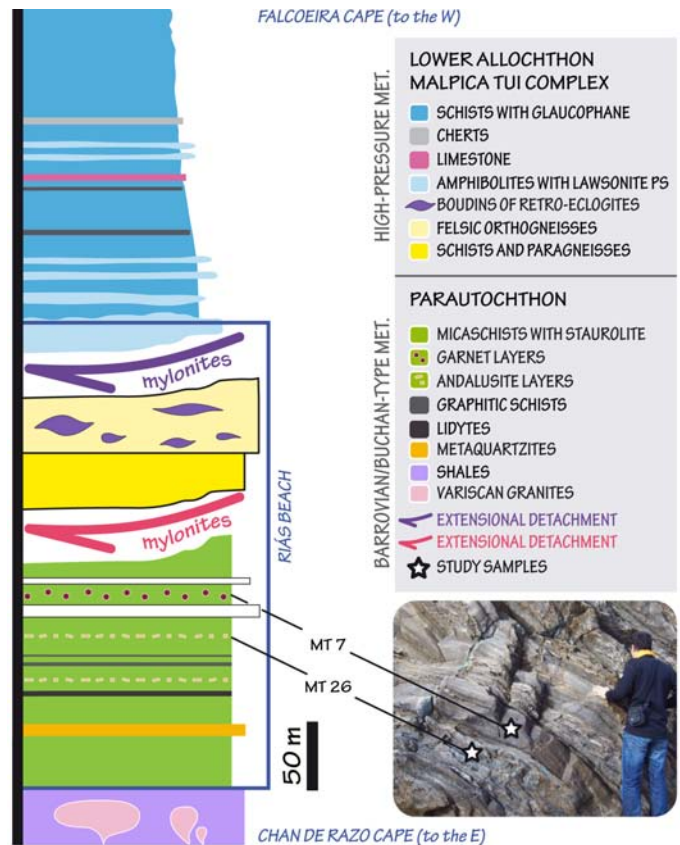 FALCOEIRA CAPE (to the W)
HIGH-PRESSURE MET.
LOWER ALLOCHTHON
MALPICA TUI COMPLEX
SCHISTS WITH GLAUCOPHANE
CHERTS
LIMESTONE
AMPHIBOLITES WITH LAWSONITE PS
BOUDINS OF RETRO-ECLOGITES
FELSIC ORTHOGNEISSES
SCHISTS AND PARAGNEISSES
BARROVIAN/BUCHAN-TYPE MET.
PARAUTOCHTHON
MICASCHISTS WITH STAUROLITE
GARNET LAYERS
ANDALUSITE LAYERS
GRAPHITIC SCHISTS
LIDYTES
METAQUARTZITES
SHALES
VARISCAN GRANITES
EXTENSIONAL DETACHMENT
EXTENSIONAL DETACHMENT
STUDY SAMPLES
mylonites
mylonites
RIÁS BEACH
MT 7
MT 26
50 m
CHAN DE RAZO CAPE (to the E)